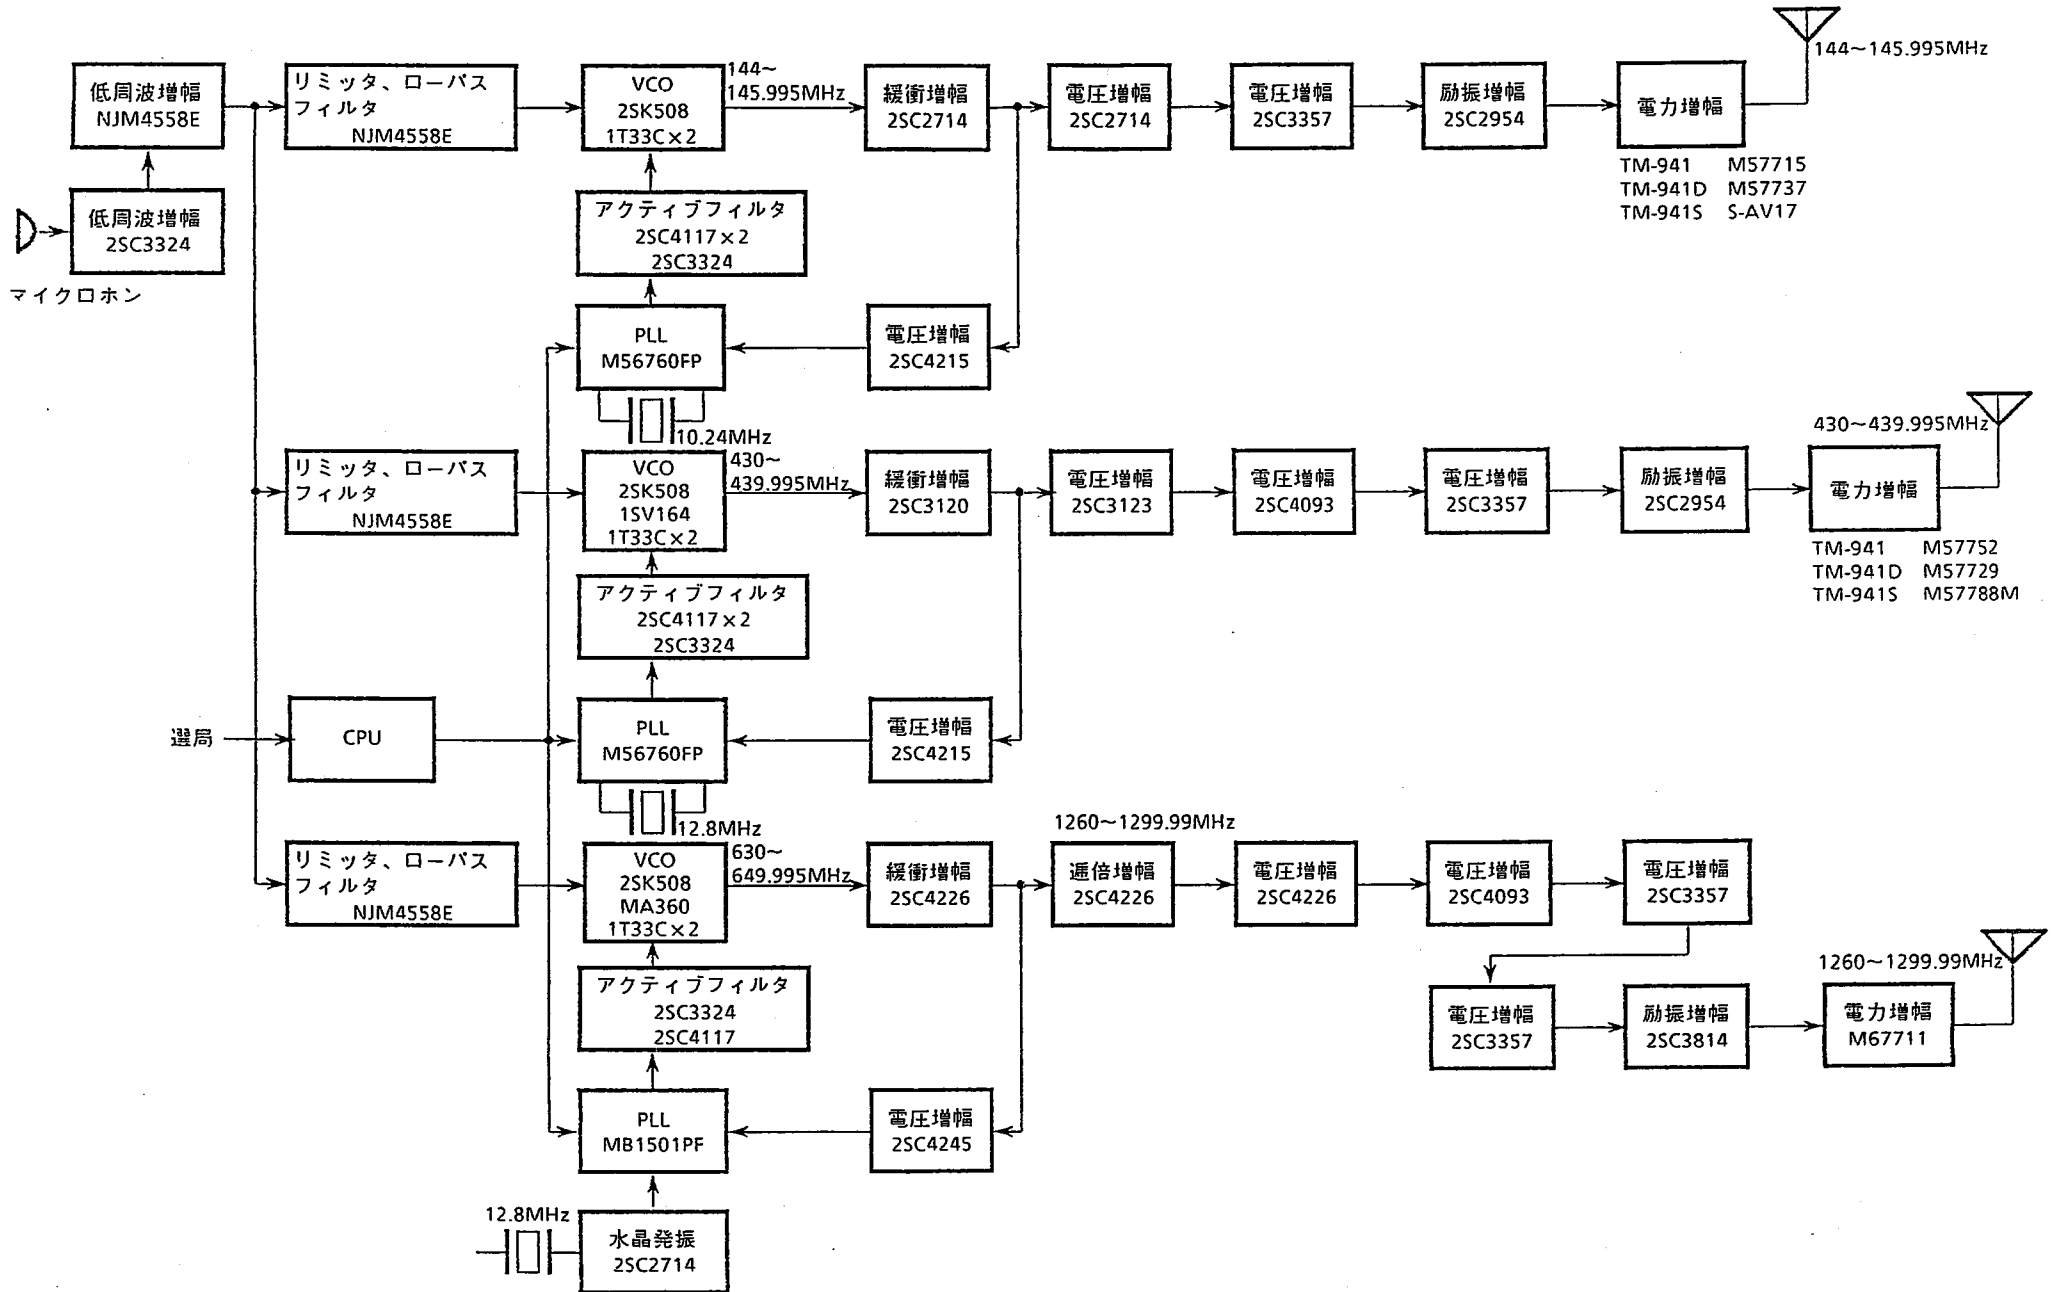 低周波増幅
NJM4558E
低周波増幅
2SC3324
マイクロホン
リミッタ、ローパス
フィルタ
NJM4558E
VCO
2SK508
1T33C×2
144～
145.995MHz
緩衝増幅
2SC2714
電圧増幅
2SC2714
電圧増幅
2SC3357
励振増幅
2SC2954
電力増幅
144～145.995MHz
TM-941 M57715
TM-941D M57737
TM-941S S-AV17
アクティブフィルタ
2SC4117×2
2SC3324
PLL
M56760FP
電圧増幅
2SC4215
10.24MHz
リミッタ、ローパス
フィルタ
NJM4558E
VCO
2SK508
1SV164
1T33C×2
430～
439.995MHz
緩衝増幅
2SC3120
電圧増幅
2SC3123
電圧増幅
2SC4093
電圧増幅
2SC3357
励振増幅
2SC2954
電力増幅
430～439.995MHz
TM-941 M57752
TM-941D M57729
TM-941S M57788M
アクティブフィルタ
2SC4117×2
2SC3324
選局
CPU
PLL
M56760FP
電圧増幅
2SC4215
12.8MHz
リミッタ、ローパス
フィルタ
NJM4558E
VCO
2SK508
MA360
1T33C×2
630～
649.995MHz
緩衝増幅
2SC4226
1260～1299.99MHz
逓倍増幅
2SC4226
電圧増幅
2SC4226
電圧増幅
2SC4093
電圧増幅
2SC3357
電圧増幅
2SC3357
励振増幅
2SC3814
電力増幅
M67711
1260～1299.99MHz
アクティブフィルタ
2SC3324
2SC4117
PLL
MB1501PF
電圧増幅
2SC4245
12.8MHz
水晶発振
2SC2714